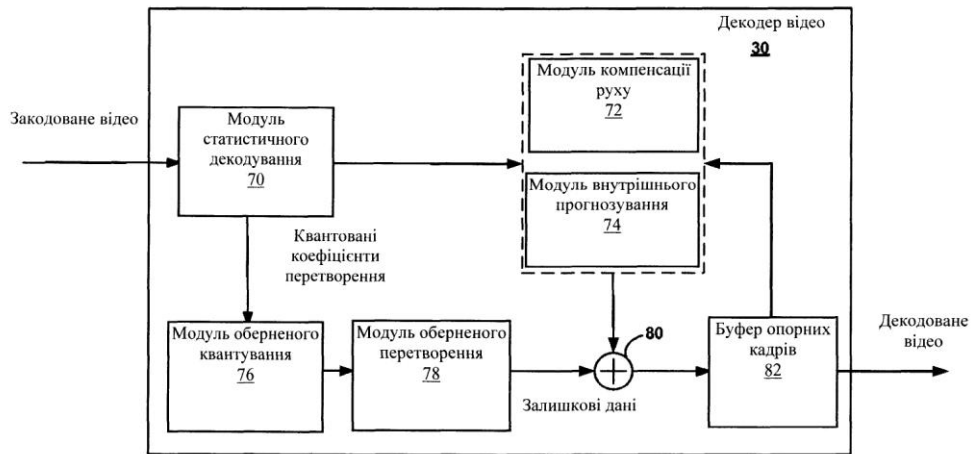 Декодер відео
30
Модуль компенсації
руху
72
Закодоване відео
Модуль
статистичного
декодування
70
Модуль внутрішнього
прогнозування
74
Квантовані
коефіцієнти
перетворення
Модуль оберненого
квантування
76
Модуль оберненого
перетворення
78
80
Залишкові дані
Буфер опорних
кадрів
82
Декодоване
відео